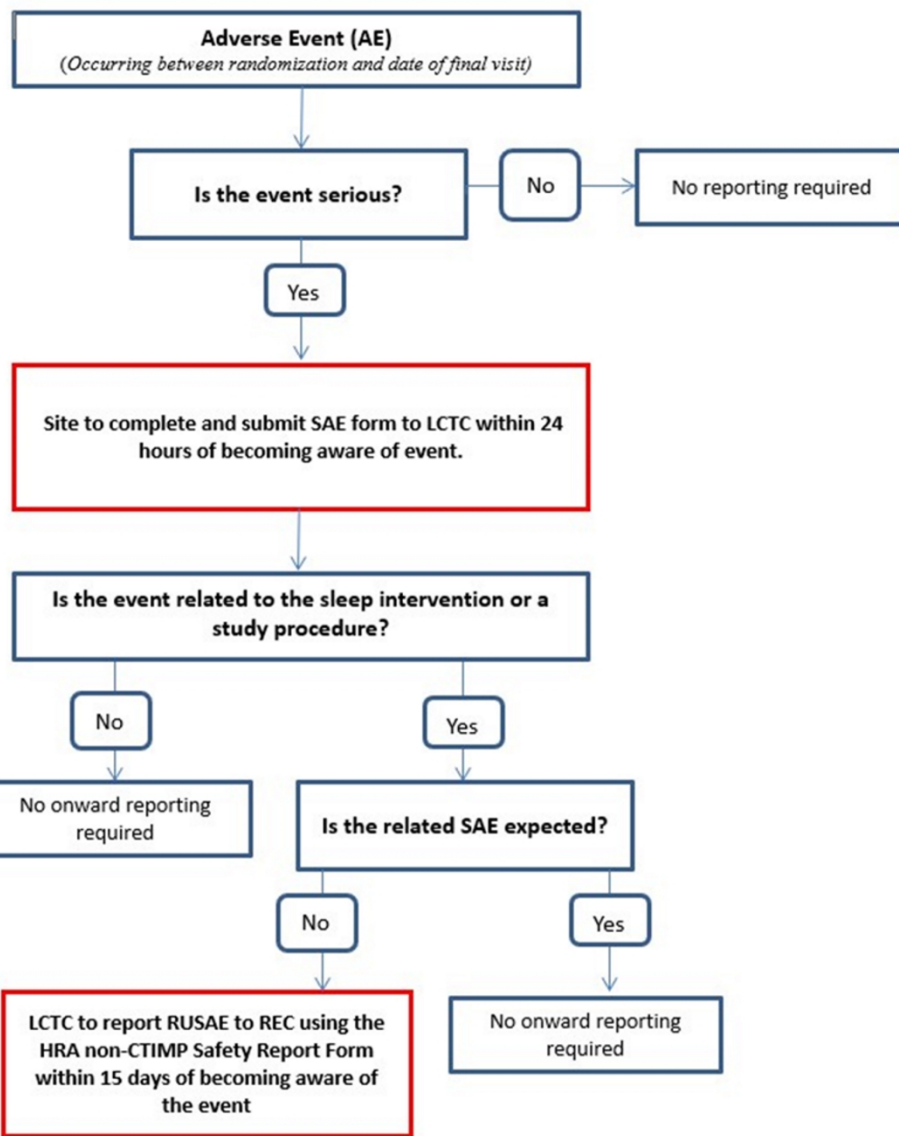 Adverse Event (AE)
(Occurring between randomization and date of final visit)
Is the event serious?
No
No reporting required
Yes
Site to complete and submit SAE form to LCTC within 24
hours of becoming aware of event.
Is the event related to the sleep intervention or a
study procedure?
No
Yes
No onward reporting
required
Is the related SAE expected?
No
Yes
LCTC to report RUSAE to REC using the
HRA non-CTIMP Safety Report Form
within 15 days of becoming aware of
the event
No onward reporting
required